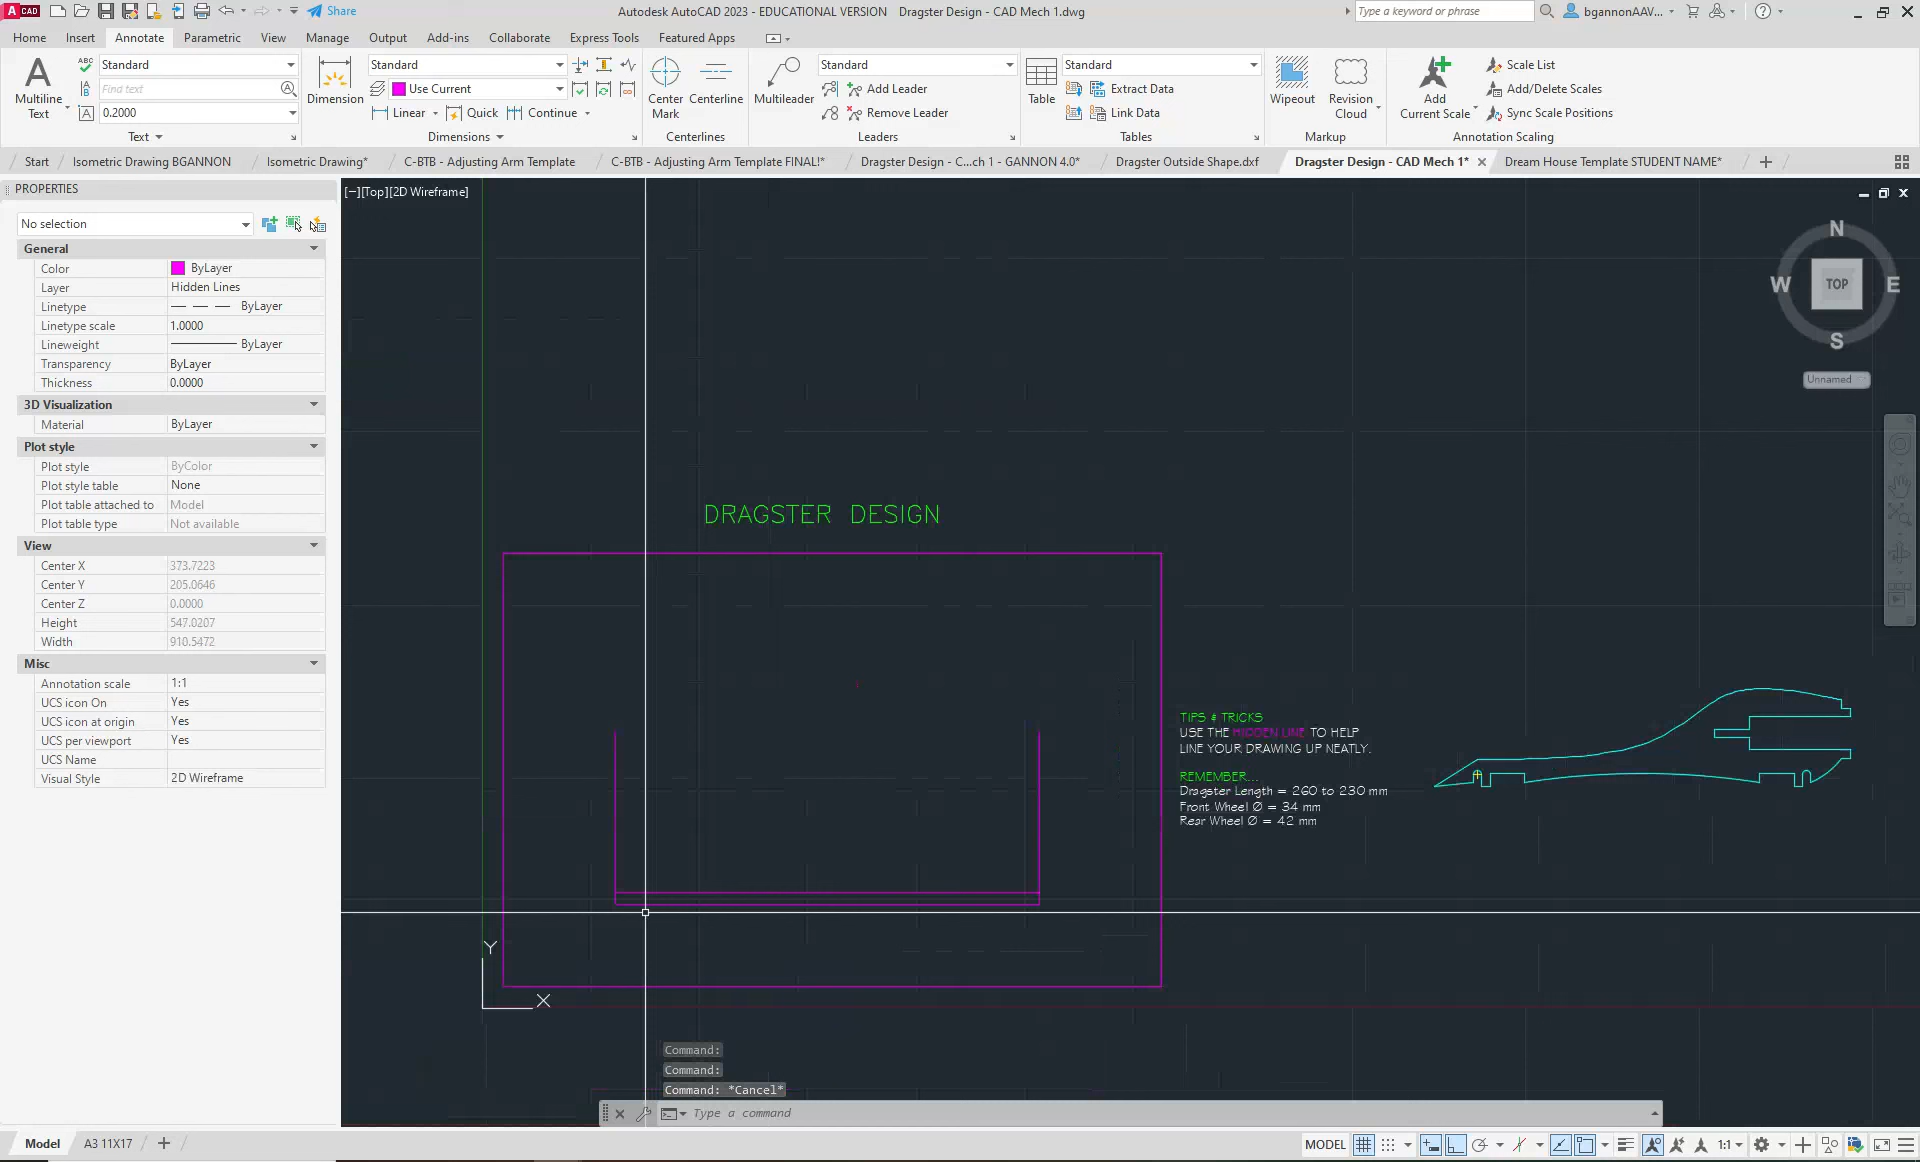 A CAD Share Autodesk AutoCAD 2023 - EDUCATIONAL VERSION Dragster Design - CAD Mech 1.dwg Type a keyword or phrase bgannonAAV...
Home Insert Annotate Parametric View Manage Output Add-ins Collaborate Express Tools Featured Apps
Standard Standard Standard Standard Scale List
Find text Use Current Add Leader Extract Data Add/Delete Scales
Multiline Text Dimension Center Mark Centerline Multileader Table Wipeout Revision Cloud Add Current Scale
0.2000 Linear Quick Continue Remove Leader Link Data Sync Scale Positions
Text Dimensions Centerlines Leaders Tables Markup Annotation Scaling
Start Isometric Drawing BGANNON Isometric Drawing* C-BTB - Adjusting Arm Template C-BTB - Adjusting Arm Template FINAL!* Dragster Design - C...ch 1 - GANNON 4.0* Dragster Outside Shape.dxf Dragster Design - CAD Mech 1* Dream House Template STUDENT NAME*
PROPERTIES
No selection
General
Color ByLayer
Layer Hidden Lines
Linetype ByLayer
Linetype scale 1.0000
Lineweight ByLayer
Transparency ByLayer
Thickness 0.0000
3D Visualization
Material ByLayer
Plot style
Plot style ByColor
Plot style table None
Plot table attached to Model
Plot table type Not available
View
Center X 373.7223
Center Y 205.0646
Center Z 0.0000
Height 547.0207
Width 910.5472
Misc
Annotation scale 1:1
UCS icon On Yes
UCS icon at origin Yes
UCS per viewport Yes
UCS Name
Visual Style 2D Wireframe
[−][Top][2D Wireframe]
N
W TOP E
S
Unnamed
DRAGSTER DESIGN
TIPS & TRICKS
USE THE HIDDEN LINE TO HELP
LINE YOUR DRAWING UP NEATLY.
REMEMBER...
Dragster Length = 260 to 230 mm
Front Wheel Ø = 34 mm
Rear Wheel Ø = 42 mm
Y
X
Command:
Command:
Command: *Cancel*
Type a command
Model A3 11X17 MODEL 1:1